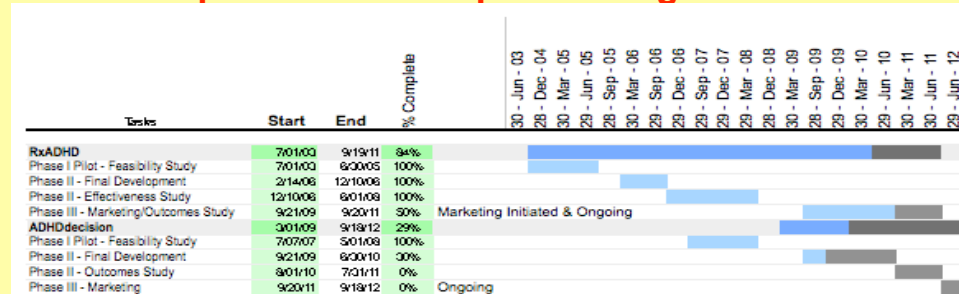 Tasks Start End % Complete 30 - Jun - 03 28 - Dec - 04 30 - Mar - 05 29 - Jun - 05 28 - Sep - 05 30 - Mar - 06 28 - Sep - 06 29 - Dec - 06 29 - Jun - 07 28 - Sep - 07 28 - Dec - 07 30 - Mar - 08 28 - Dec - 08 30 - Mar - 09 28 - Sep - 09 29 - Dec - 09 30 - Mar - 10 29 - Jun - 10 30 - Mar - 11 29 - Jun - 11 29 - Jun - 12
RxADHD 7/01/03 9/19/11 84%
Phase I Pilot - Feasibility Study 7/01/03 6/30/05 100%
Phase II - Final Development 2/14/06 12/10/06 100%
Phase II - Effectiveness Study 12/10/06 6/01/08 100%
Phase III - Marketing/Outcomes Study 9/21/09 9/20/11 50% Marketing Initiated & Ongoing
ADHDdecision 3/01/09 9/18/12 29%
Phase I Pilot - Feasibility Study 7/07/07 5/01/08 100%
Phase II - Final Development 9/21/09 6/30/10 30%
Phase II - Outcomes Study 8/01/10 7/31/11 0%
Phase III - Marketing 9/20/11 9/18/12 0% Ongoing